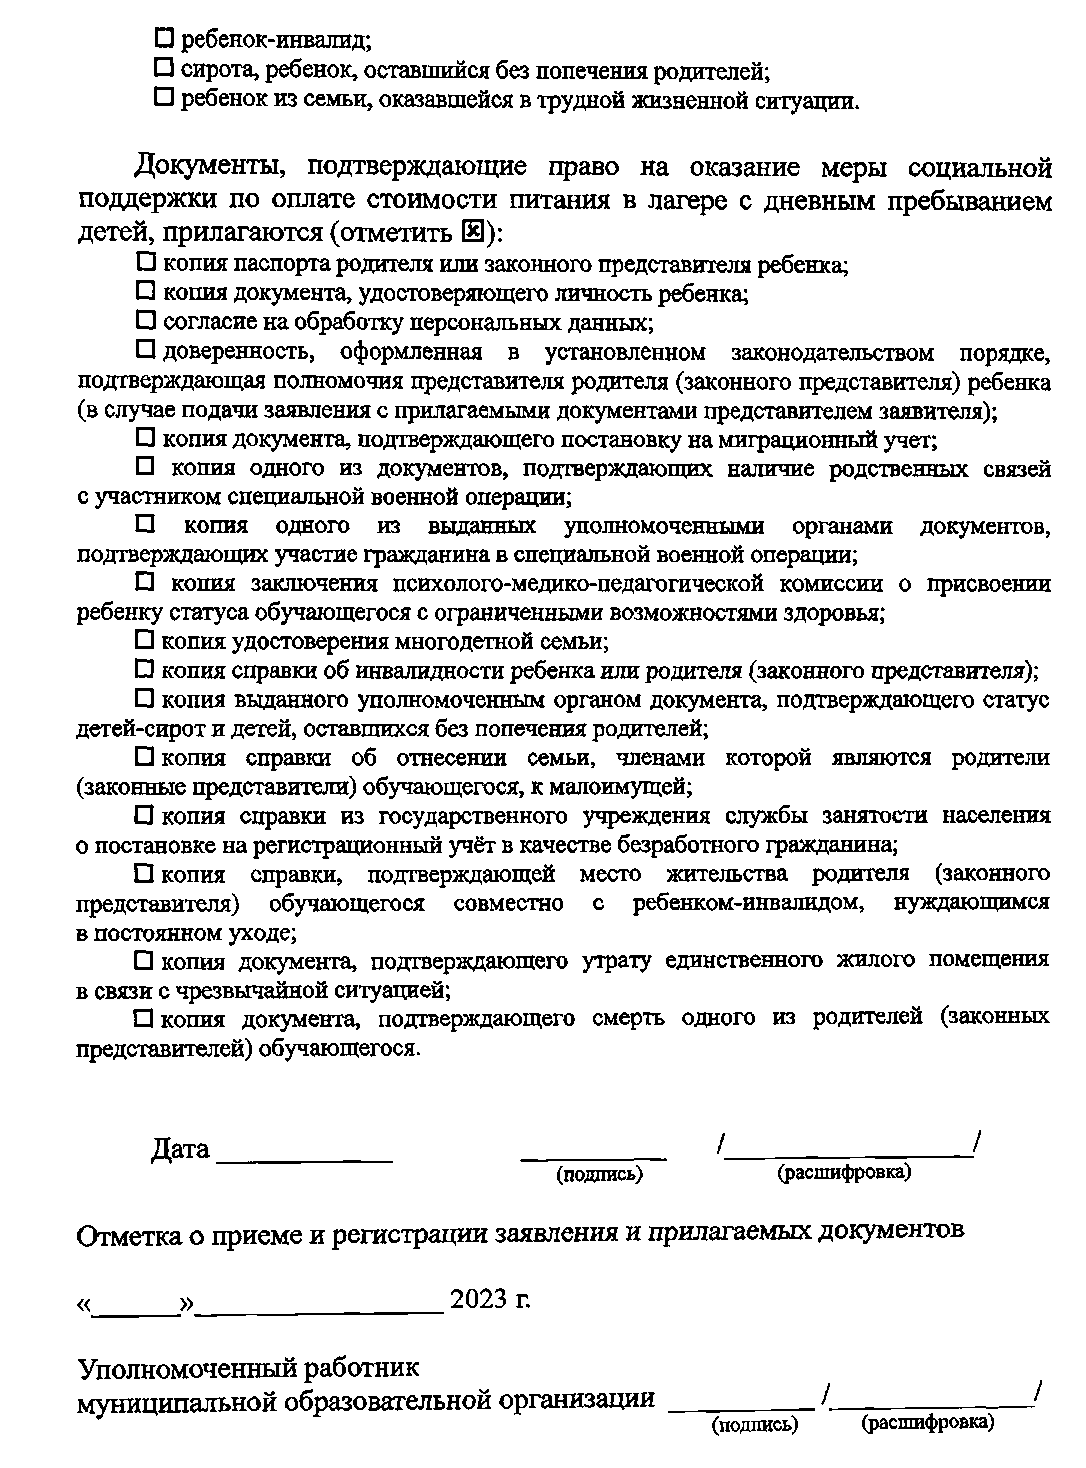 ☐ ребенок-инвалид;
☐ сирота, ребенок, оставшийся без попечения родителей;
☐ ребенок из семьи, оказавшейся в трудной жизненной ситуации.
Документы, подтверждающие право на оказание меры социальной
поддержки по оплате стоимости питания в лагере с дневным пребыванием
детей, прилагаются (отметить ☒):
☐ копия паспорта родителя или законного представителя ребенка;
☐ копия документа, удостоверяющего личность ребенка;
☐ согласие на обработку персональных данных;
☐ доверенность, оформленная в установленном законодательством порядке,
подтверждающая полномочия представителя родителя (законного представителя) ребенка
(в случае подачи заявления с прилагаемыми документами представителем заявителя);
☐ копия документа, подтверждающего постановку на миграционный учет;
☐ копия одного из документов, подтверждающих наличие родственных связей
с участником специальной военной операции;
☐ копия одного из выданных уполномоченными органами документов,
подтверждающих участие гражданина в специальной военной операции;
☐ копия заключения психолого-медико-педагогической комиссии о присвоении
ребенку статуса обучающегося с ограниченными возможностями здоровья;
☐ копия удостоверения многодетной семьи;
☐ копия справки об инвалидности ребенка или родителя (законного представителя);
☐ копия выданного уполномоченным органом документа, подтверждающего статус
детей-сирот и детей, оставшихся без попечения родителей;
☐ копия справки об отнесении семьи, членами которой являются родители
(законные представители) обучающегося, к малоимущей;
☐ копия справки из государственного учреждения службы занятости населения
о постановке на регистрационный учёт в качестве безработного гражданина;
☐ копия справки, подтверждающей место жительства родителя (законного
представителя) обучающегося совместно с ребенком-инвалидом, нуждающимся
в постоянном уходе;
☐ копия документа, подтверждающего утрату единственного жилого помещения
в связи с чрезвычайной ситуацией;
☐ копия документа, подтверждающего смерть одного из родителей (законных
представителей) обучающегося.
Дата ____________ __________ /_________________/
(подпись) (расшифровка)
Отметка о приеме и регистрации заявления и прилагаемых документов
«______»_________________ 2023 г.
Уполномоченный работник
муниципальной образовательной организации __________/______________/
(подпись) (расшифровка)